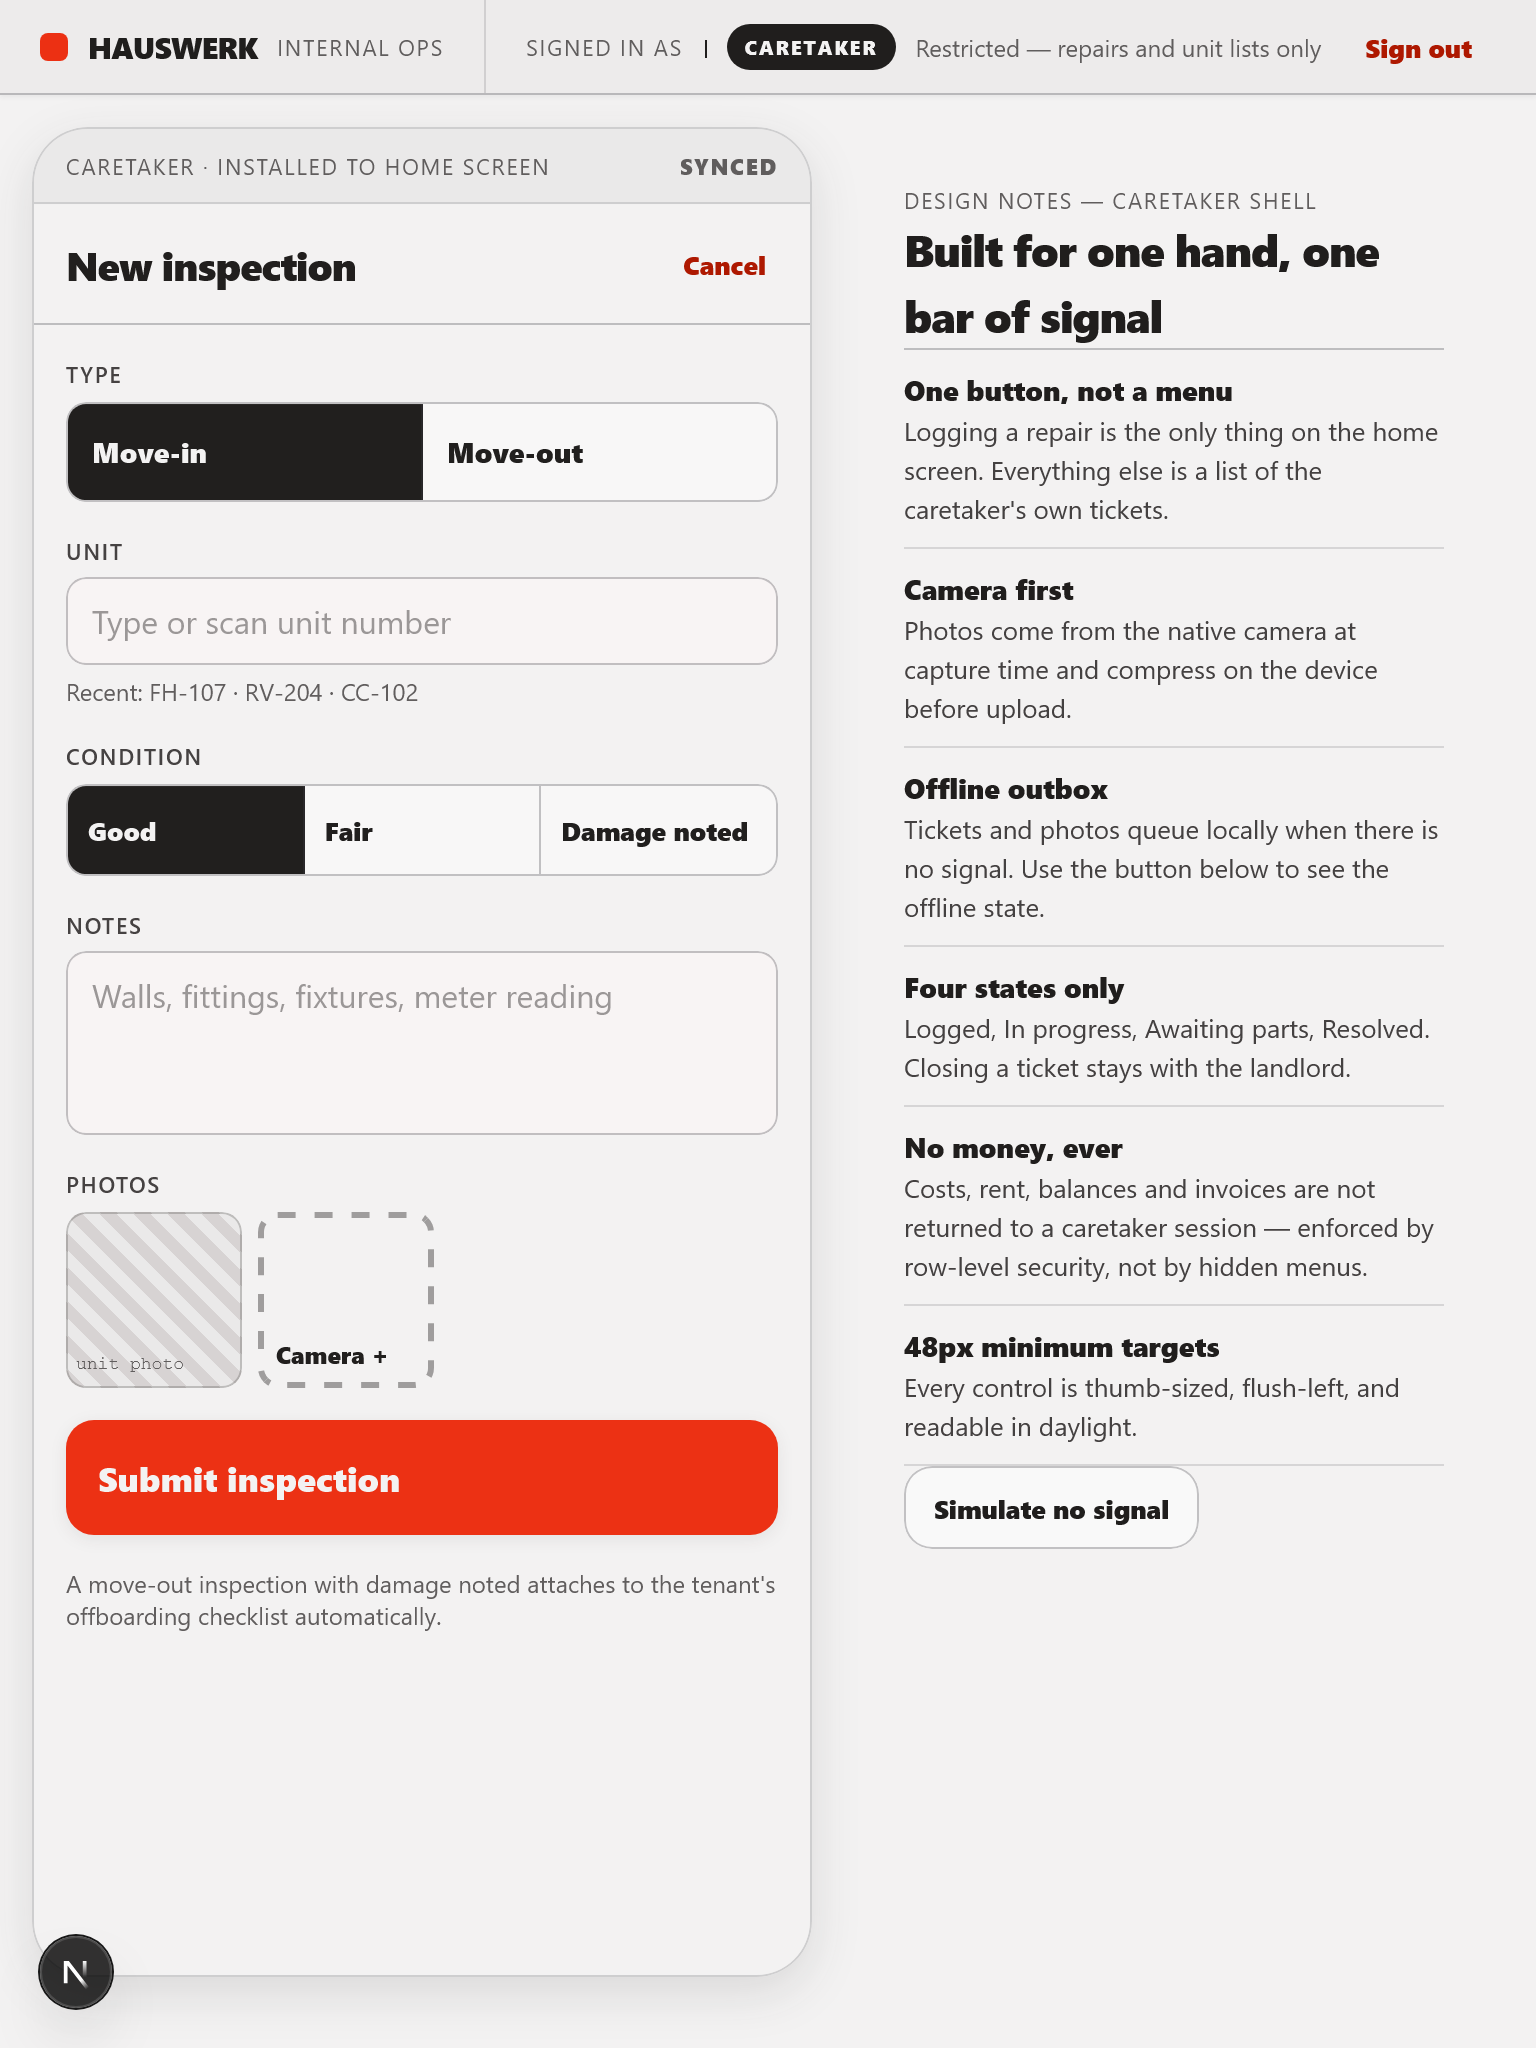 HAUSWERK INTERNAL OPS
SIGNED IN AS
CARETAKER
Restricted — repairs and unit lists only
Sign out
CARETAKER · INSTALLED TO HOME SCREEN
SYNCED
New inspection
Cancel
TYPE
Move-in
Move-out
UNIT
Type or scan unit number
Recent: FH-107 · RV-204 · CC-102
CONDITION
Good
Fair
Damage noted
NOTES
Walls, fittings, fixtures, meter reading
PHOTOS
unit photo
Camera +
Submit inspection
A move-out inspection with damage noted attaches to the tenant's
offboarding checklist automatically.
N
DESIGN NOTES — CARETAKER SHELL
Built for one hand, one
bar of signal
One button, not a menu
Logging a repair is the only thing on the home
screen. Everything else is a list of the
caretaker's own tickets.
Camera first
Photos come from the native camera at
capture time and compress on the device
before upload.
Offline outbox
Tickets and photos queue locally when there is
no signal. Use the button below to see the
offline state.
Four states only
Logged, In progress, Awaiting parts, Resolved.
Closing a ticket stays with the landlord.
No money, ever
Costs, rent, balances and invoices are not
returned to a caretaker session — enforced by
row-level security, not by hidden menus.
48px minimum targets
Every control is thumb-sized, flush-left, and
readable in daylight.
Simulate no signal